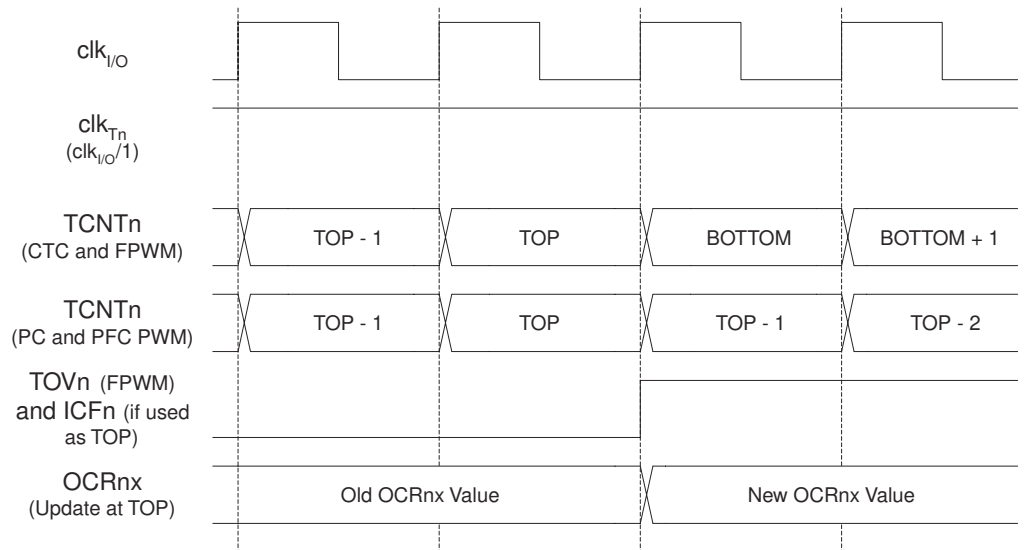 clkI/O
clkTn
(clkI/O/1)
TCNTn
(CTC and FPWM)
TOP - 1 TOP BOTTOM BOTTOM + 1
TCNTn
(PC and PFC PWM)
TOP - 1 TOP TOP - 1 TOP - 2
TOVn (FPWM)
and ICFn (if used
as TOP)
OCRnx
(Update at TOP)
Old OCRnx Value New OCRnx Value